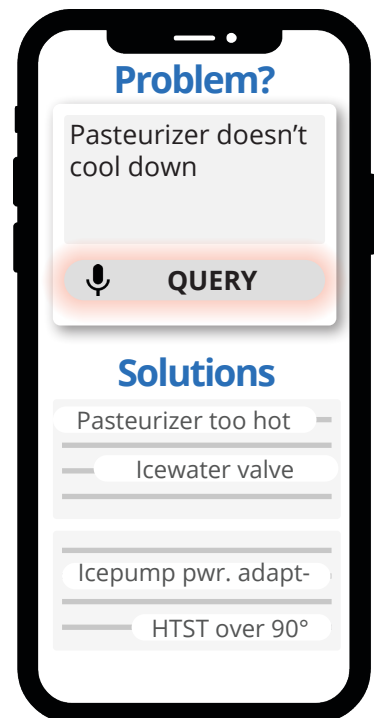 Problem?
Pasteurizer doesn’t
cool down
QUERY
Solutions
Pasteurizer too hot
Icewater valve
Icepump pwr. adapt-
HTST over 90°